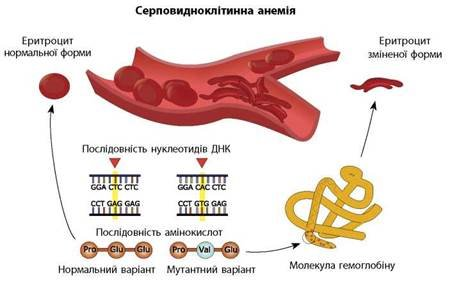 Серповидноклітинна анемія
Еритроцит
нормальної форми
Еритроцит
зміненої форми
Послідовність нуклеотидів ДНК
GGA CTC CTC
GGA CAC CTC
CCT GAG GAG
CCT GTG GAG
Послідовність амінокислот
Pro Glu Glu
Pro Val Glu
Нормальний варіант
Мутантний варіант
Молекула гемоглобіну